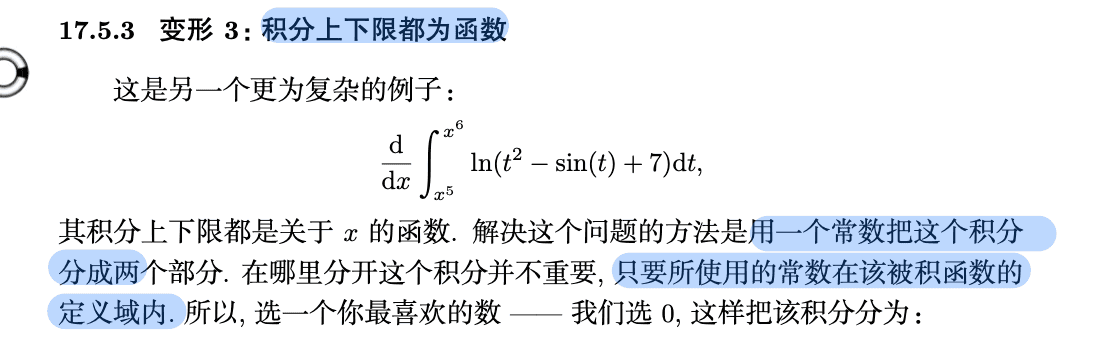 17.5.3 变形 3: 积分上下限都为函数
这是另一个更为复杂的例子:
d/dx ∫_{x^5}^{x^6} ln(t² − sin(t) + 7)dt,
其积分上下限都是关于 x 的函数. 解决这个问题的方法是用一个常数把这个积分
分成两个部分. 在哪里分开这个积分并不重要, 只要所使用的常数在该被积函数的
定义域内. 所以, 选一个你最喜欢的数 —— 我们选 0, 这样把该积分分为: